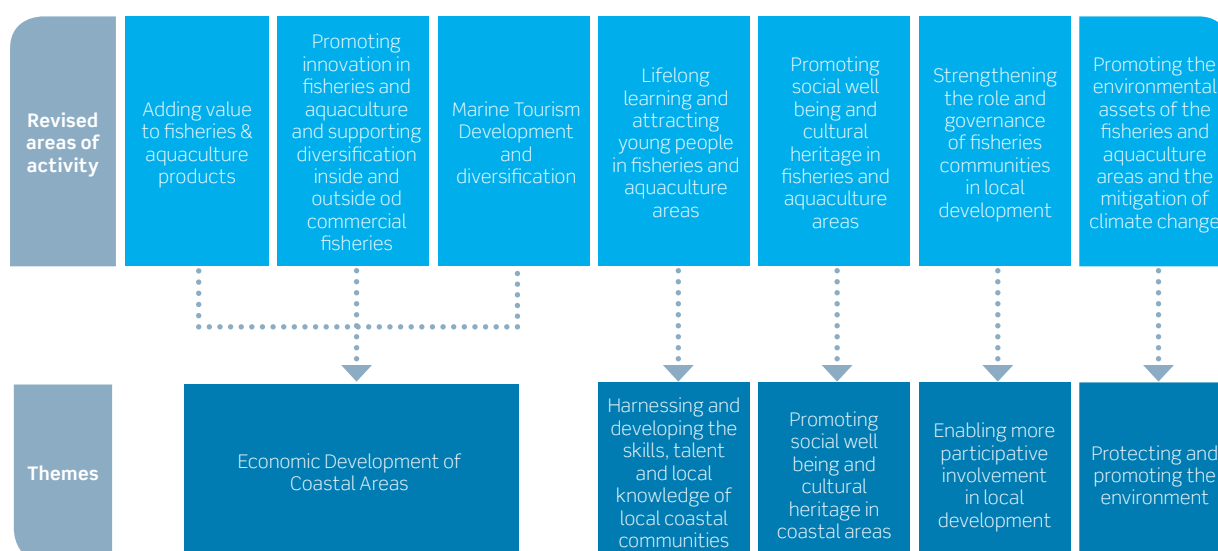 Revised
areas of
activity
Adding value
to fisheries &
aquaculture
products
Promoting
innovation in
fisheries and
aquaculture
and supporting
diversification
inside and
outside od
commercial
fisheries
Marine Tourism
Development
and
diversification
Lifelong
learning and
attracting
young people
in fisheries and
aquaculture
areas
Promoting
social well
being and
cultural
heritage in
fisheries and
aquaculture
areas
Strengthening
the role and
governance
of fisheries
communities
in local
development
Promoting the
environmental
assets of the
fisheries and
aquaculture
areas and the
mitigation of
climate change
Themes
Economic Development of
Coastal Areas
Harnessing and
developing the
skills, talent
and local
knowledge of
local coastal
communities
Promoting
social well
being and
cultural
heritage in
coastal areas
Enabling more
participative
involvement
in local
development
Protecting and
promoting the
environment